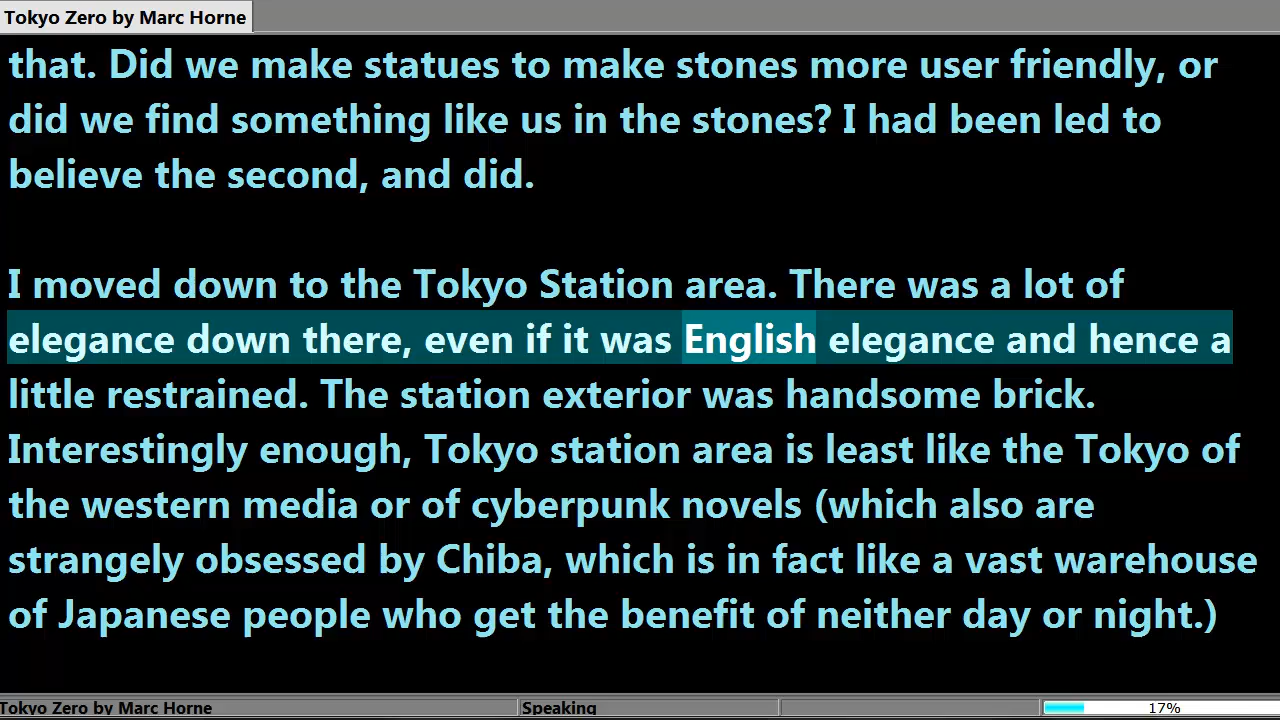 Tokyo Zero by Marc Horne
that. Did we make statues to make stones more user friendly, or
did we find something like us in the stones? I had been led to
believe the second, and did.
I moved down to the Tokyo Station area. There was a lot of
elegance down there, even if it was English elegance and hence a
little restrained. The station exterior was handsome brick.
Interestingly enough, Tokyo station area is least like the Tokyo of
the western media or of cyberpunk novels (which also are
strangely obsessed by Chiba, which is in fact like a vast warehouse
of Japanese people who get the benefit of neither day or night.)
Tokyo Zero by Marc Horne
Speaking
17%